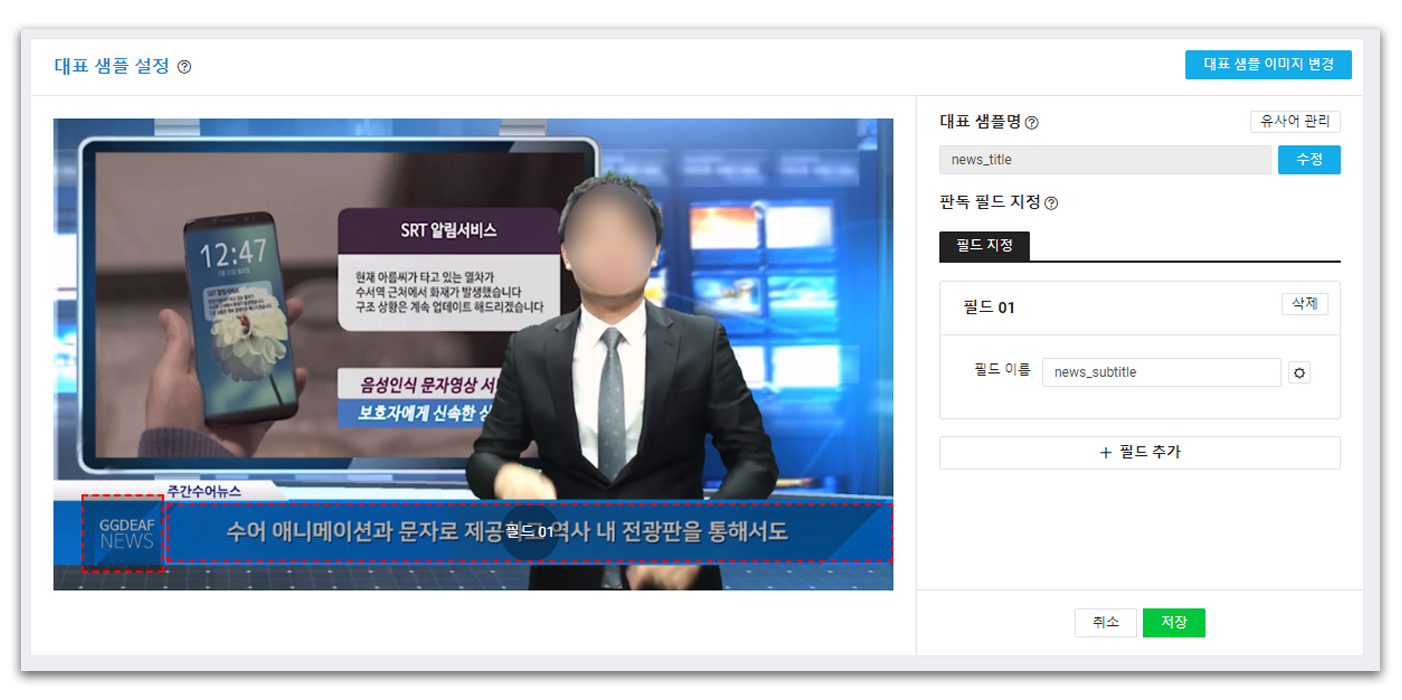 대표 샘플 설정
대표 샘플 이미지 변경
12:47
SRT 알림서비스
SRT 알림서비스
현재 아름씨가 타고 있는 열차가
수서역 근처에서 화재가 발생했습니다
구조 상황은 계속 업데이트 해드리겠습니다
음성인식 문자영상 서
보호자에게 신속한 상
주간수어뉴스
GGDEAF
NEWS
수어 애니메이션과 문자로 제공 역사 내 전광판을 통해서도
필드 01
대표 샘플명
유사어 관리
news_title
수정
판독 필드 지정
필드 지정
필드 01
삭제
필드 이름
news_subtitle
+ 필드 추가
취소
저장